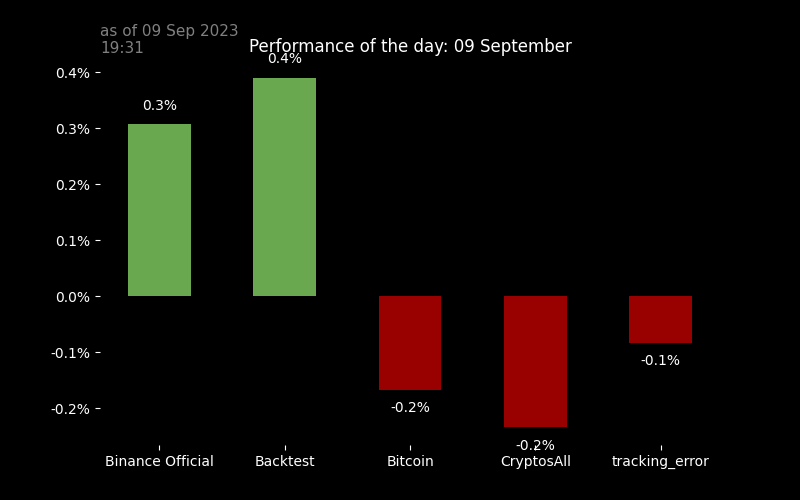 as of 09 Sep 2023
19:31
Performance of the day: 09 September
0.4%
0.3%
0.2%
0.1%
0.0%
-0.1%
-0.2%
0.3%
0.4%
-0.2%
-0.2%
-0.1%
Binance Official
Backtest
Bitcoin
CryptosAll
tracking_error